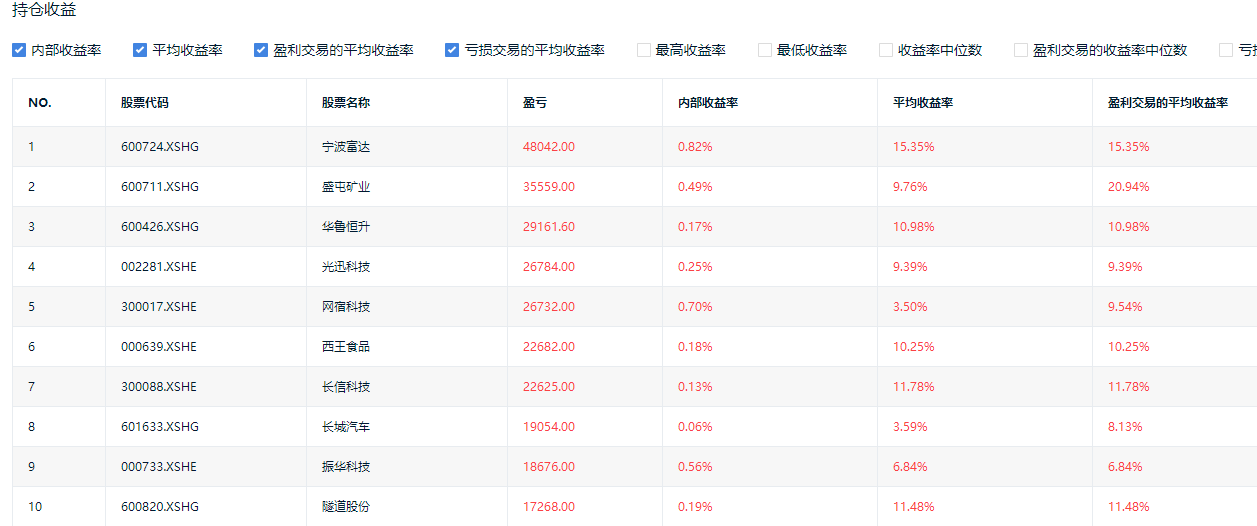 持仓收益
内部收益率 平均收益率 盈利交易的平均收益率 亏损交易的平均收益率 最高收益率 最低收益率 收益率中位数 盈利交易的收益率中位数 亏
NO. 股票代码 股票名称 盈亏 内部收益率 平均收益率 盈利交易的平均收益率
1 600724.XSHG 宁波富达 48042.00 0.82% 15.35% 15.35%
2 600711.XSHG 盛屯矿业 35559.00 0.49% 9.76% 20.94%
3 600426.XSHG 华鲁恒升 29161.60 0.17% 10.98% 10.98%
4 002281.XSHE 光迅科技 26784.00 0.25% 9.39% 9.39%
5 300017.XSHE 网宿科技 26732.00 0.70% 3.50% 9.54%
6 000639.XSHE 西王食品 22682.00 0.18% 10.25% 10.25%
7 300088.XSHE 长信科技 22625.00 0.13% 11.78% 11.78%
8 601633.XSHG 长城汽车 19054.00 0.06% 3.59% 8.13%
9 000733.XSHE 振华科技 18676.00 0.56% 6.84% 6.84%
10 600820.XSHG 隧道股份 17268.00 0.19% 11.48% 11.48%